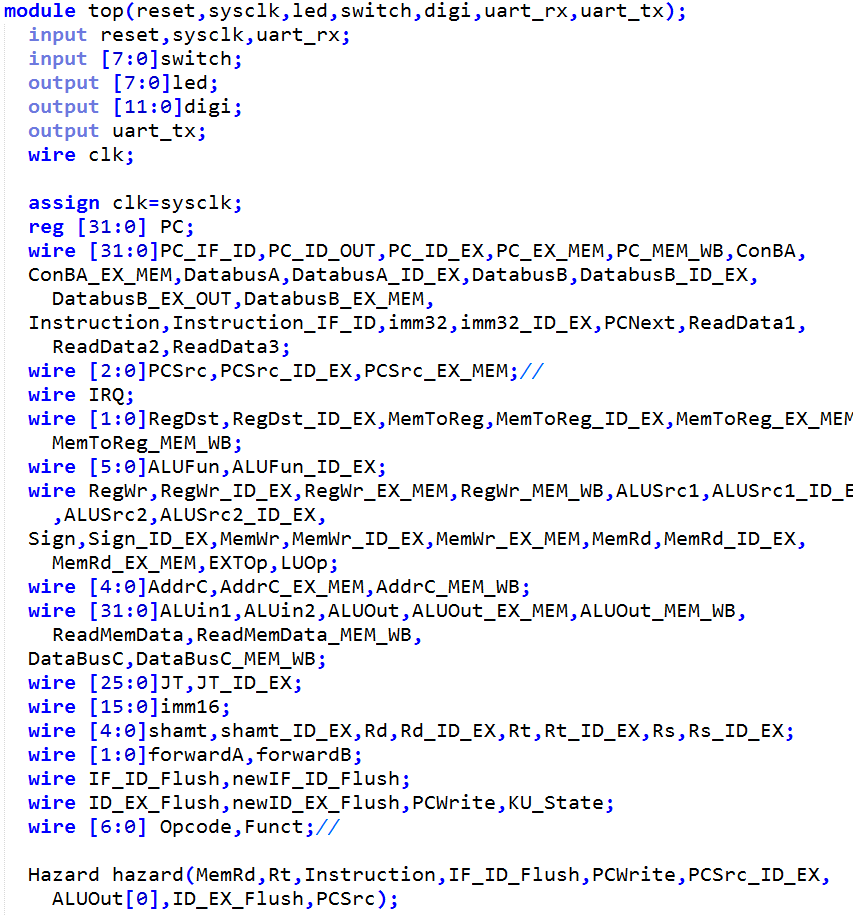 module top(reset,sysclk,led,switch,digi,uart_rx,uart_tx);
input reset,sysclk,uart_rx;
input [7:0]switch;
output [7:0]led;
output [11:0]digi;
output uart_tx;
wire clk;
assign clk=sysclk;
reg [31:0] PC;
wire [31:0]PC_IF_ID,PC_ID_OUT,PC_ID_EX,PC_EX_MEM,PC_MEM_WB,ConBA,
ConBA_EX_MEM,DatabusA,DatabusA_ID_EX,DatabusB,DatabusB_ID_EX,
DatabusB_EX_OUT,DatabusB_EX_MEM,
Instruction,Instruction_IF_ID,imm32,imm32_ID_EX,PCNext,ReadData1,
ReadData2,ReadData3;
wire [2:0]PCSrc,PCSrc_ID_EX,PCSrc_EX_MEM;//
wire IRQ;
wire [1:0]RegDst,RegDst_ID_EX,MemToReg,MemToReg_ID_EX,MemToReg_EX_MEM
MemToReg_MEM_WB;
wire [5:0]ALUFun,ALUFun_ID_EX;
wire RegWr,RegWr_ID_EX,RegWr_EX_MEM,RegWr_MEM_WB,ALUSrc1,ALUSrc1_ID_E
,ALUSrc2,ALUSrc2_ID_EX,
Sign,Sign_ID_EX,MemWr,MemWr_ID_EX,MemWr_EX_MEM,MemRd,MemRd_ID_EX,
MemRd_EX_MEM,EXTOp,LUOp;
wire [4:0]AddrC,AddrC_EX_MEM,AddrC_MEM_WB;
wire [31:0]ALUin1,ALUin2,ALUOut,ALUOut_EX_MEM,ALUOut_MEM_WB,
ReadMemData,ReadMemData_MEM_WB,
DataBusC,DataBusC_MEM_WB;
wire [25:0]JT,JT_ID_EX;
wire [15:0]imm16;
wire [4:0]shamt,shamt_ID_EX,Rd,Rd_ID_EX,Rt,Rt_ID_EX,Rs,Rs_ID_EX;
wire [1:0]forwardA,forwardB;
wire IF_ID_Flush,newIF_ID_Flush;
wire ID_EX_Flush,newID_EX_Flush,PCWrite,KU_State;
wire [6:0] Opcode,Funct;//
Hazard hazard(MemRd,Rt,Instruction,IF_ID_Flush,PCWrite,PCSrc_ID_EX,
ALUOut[0],ID_EX_Flush,PCSrc);